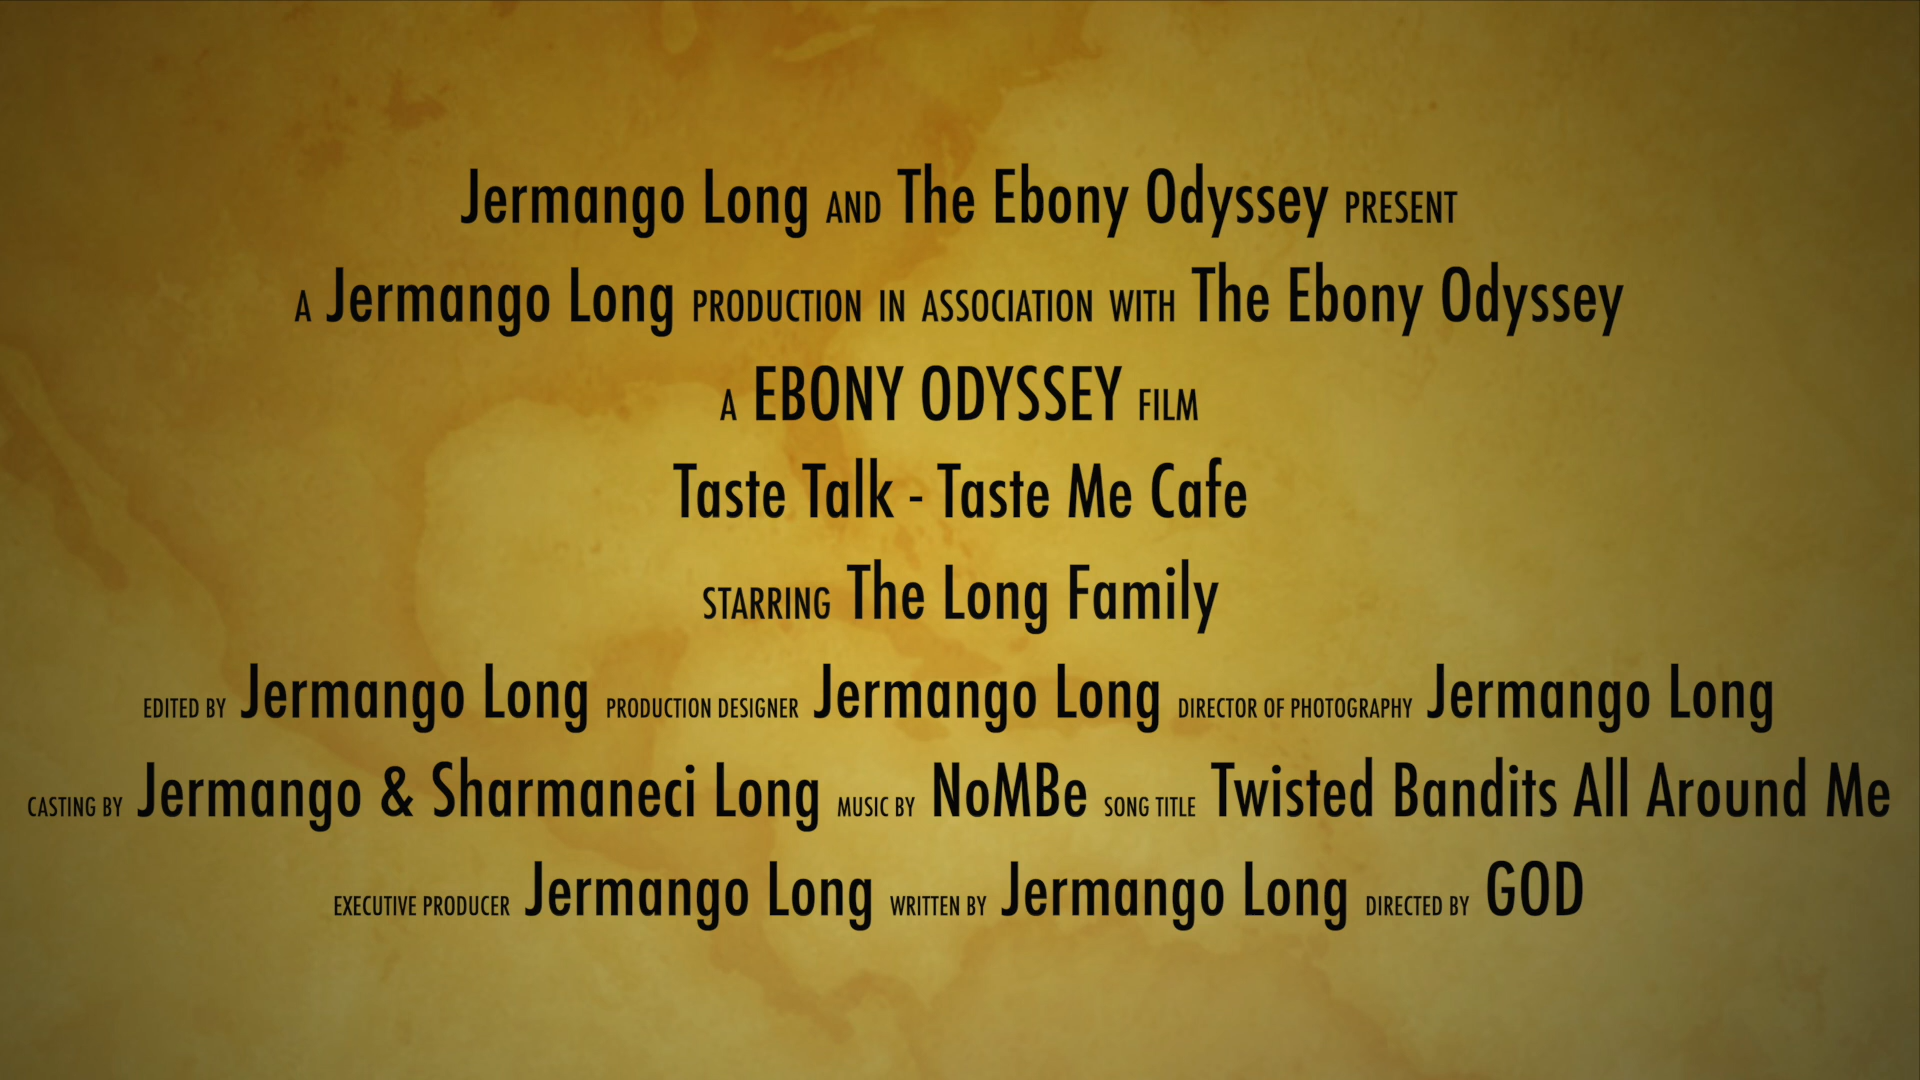 Jermango Long AND The Ebony Odyssey PRESENT
A Jermango Long PRODUCTION IN ASSOCIATION WITH The Ebony Odyssey
A EBONY ODYSSEY FILM
Taste Talk - Taste Me Cafe
STARRING The Long Family
EDITED BY Jermango Long PRODUCTION DESIGNER Jermango Long DIRECTOR OF PHOTOGRAPHY Jermango Long
CASTING BY Jermango & Sharmaneci Long MUSIC BY NoMBe SONG TITLE Twisted Bandits All Around Me
EXECUTIVE PRODUCER Jermango Long WRITTEN BY Jermango Long DIRECTED BY GOD